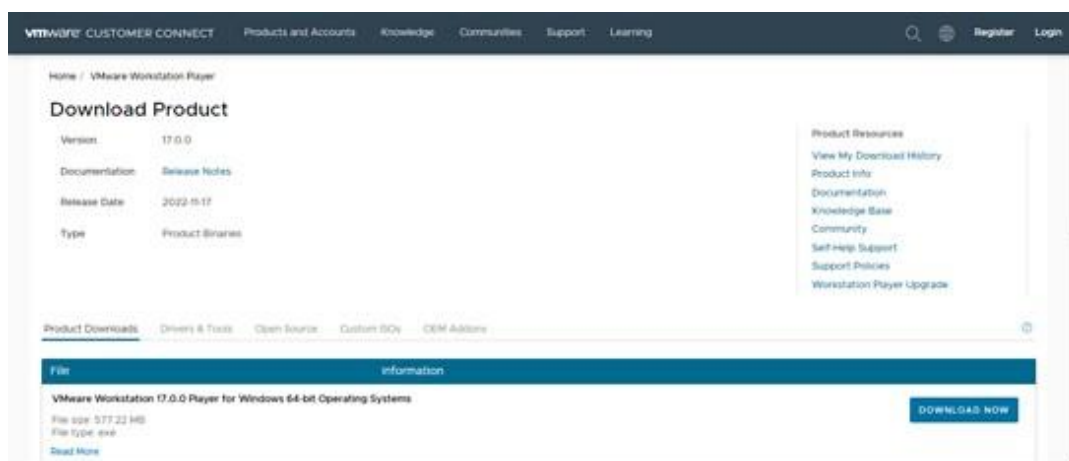 vmware CUSTOMER CONNECT Products and Accounts Knowledge Communities Support Learning Register Login
Home / VMware Workstation Player
Download Product
Version 17.0.0
Documentation Release Notes
Release Date 2022-11-17
Type Product Binaries
Product Resources
View My Download History
Product Info
Documentation
Knowledge Base
Community
Self-Help Support
Support Policies
Workstation Player Upgrade
Product Downloads Drivers & Tools Open Source Custom ISOs OEM Addons
File Information
VMware Workstation 17.0.0 Player for Windows 64-bit Operating Systems
DOWNLOAD NOW
File size: 577.22 MB
File type: exe
Read More